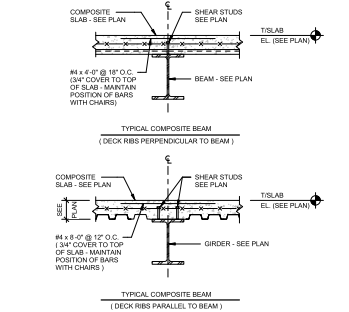 ℄
COMPOSITE
SLAB - SEE PLAN
SHEAR STUDS
SEE PLAN
T/SLAB
EL. (SEE PLAN)
#4 x 4'-0" @ 18" O.C.
(3/4" COVER TO TOP
OF SLAB - MAINTAIN
POSITION OF BARS
WITH CHAIRS)
BEAM - SEE PLAN
TYPICAL COMPOSITE BEAM
( DECK RIBS PERPENDICULAR TO BEAM )
℄
COMPOSITE
SLAB - SEE PLAN
SHEAR STUDS
SEE PLAN
T/SLAB
EL. (SEE PLAN)
SEE
PLAN
#4 x 8'-0" @ 12" O.C.
( 3/4" COVER TO TOP
OF SLAB - MAINTAIN
POSITION OF BARS
WITH CHAIRS )
GIRDER - SEE PLAN
TYPICAL COMPOSITE BEAM
( DECK RIBS PARALLEL TO BEAM )